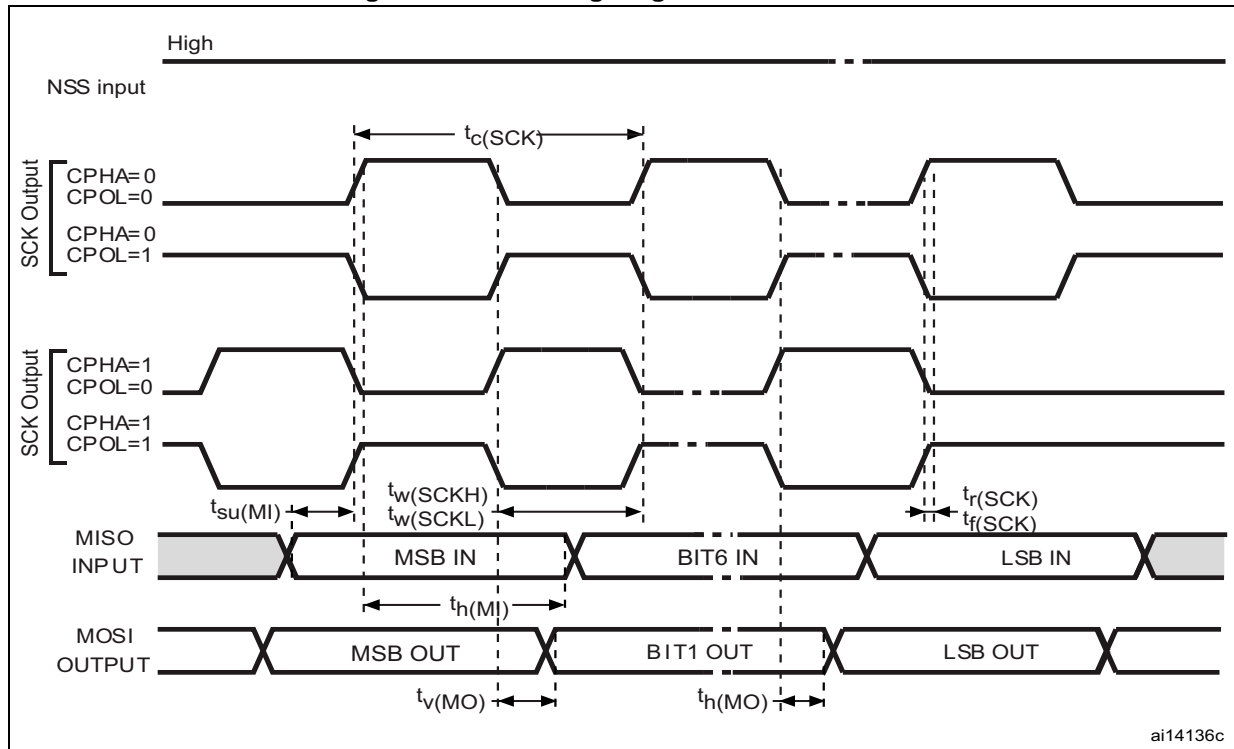 High
NSS input
tc(SCK)
SCK Output
CPHA=0
CPOL=0
CPHA=0
CPOL=1
SCK Output
CPHA=1
CPOL=0
CPHA=1
CPOL=1
tsu(MI)
tw(SCKH)
tw(SCKL)
tr(SCK)
tf(SCK)
MISO
INPUT
MSB IN
BIT6 IN
LSB IN
th(MI)
MOSI
OUTPUT
MSB OUT
BIT1 OUT
LSB OUT
tv(MO)
th(MO)
ai14136c